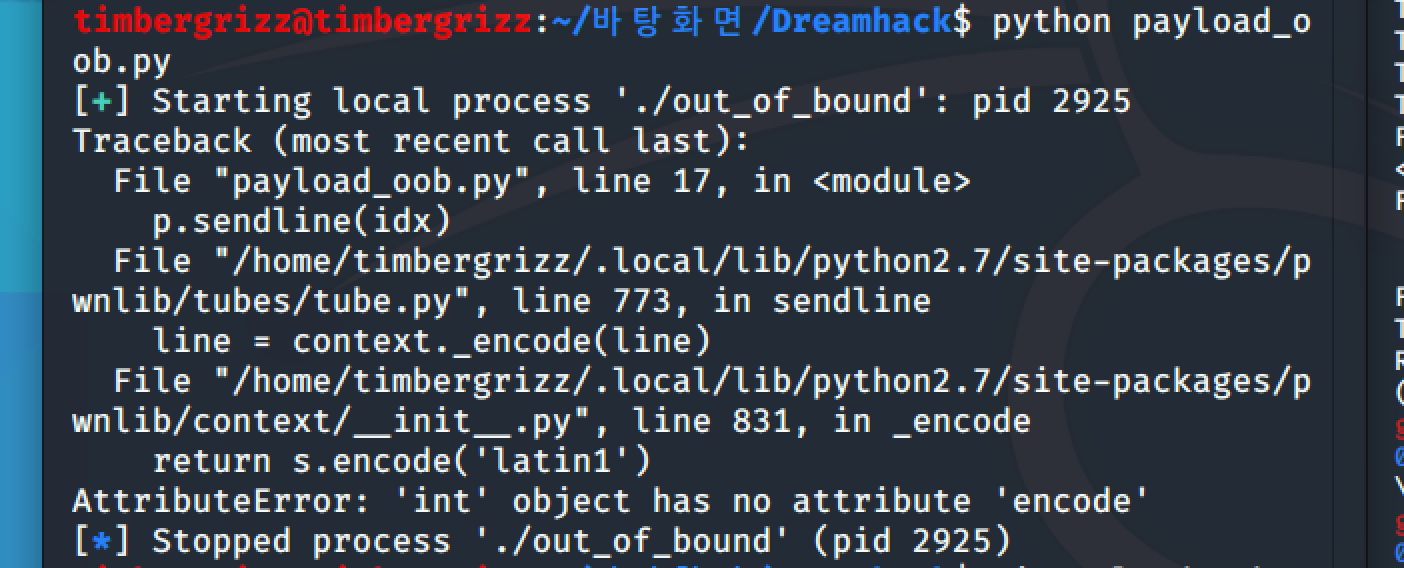 timbergrizz@timbergrizz:~/바탕화면/Dreamhack$ python payload_o
ob.py
[+] Starting local process './out_of_bound': pid 2925
Traceback (most recent call last):
  File "payload_oob.py", line 17, in <module>
    p.sendline(idx)
  File "/home/timbergrizz/.local/lib/python2.7/site-packages/p
wnlib/tubes/tube.py", line 773, in sendline
    line = context._encode(line)
  File "/home/timbergrizz/.local/lib/python2.7/site-packages/p
wnlib/context/__init__.py", line 831, in _encode
    return s.encode('latin1')
AttributeError: 'int' object has no attribute 'encode'
[*] Stopped process './out_of_bound' (pid 2925)